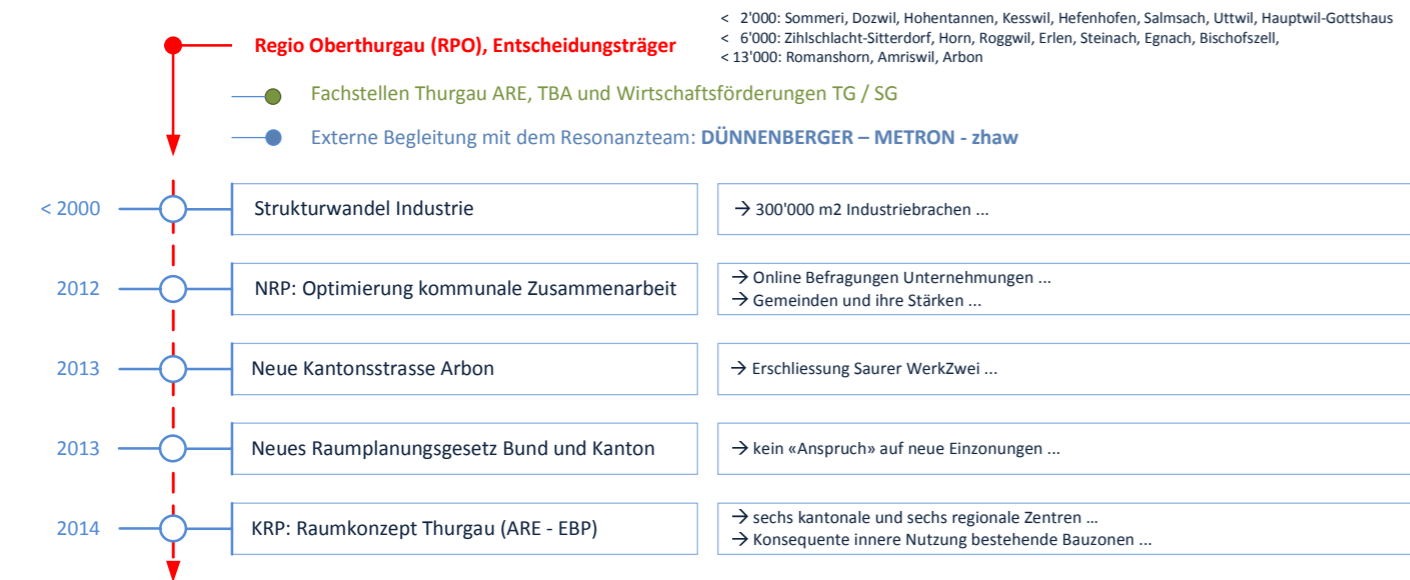 < 2'000: Sommeri, Dozwil, Hohentannen, Kesswil, Hefenhofen, Salmsach, Uttwil, Hauptwil-Gottshaus
< 6'000: Zihlschlacht-Sitterdorf, Horn, Roggwil, Erlen, Steinach, Egnach, Bischofszell,
< 13'000: Romanshorn, Amriswil, Arbon
Regio Oberthurgau (RPO), Entscheidungsträger
Fachstellen Thurgau ARE, TBA und Wirtschaftsförderungen TG / SG
Externe Begleitung mit dem Resonanzteam: DÜNNENBERGER – METRON - zhaw
< 2000
Strukturwandel Industrie
→ 300'000 m2 Industriebrachen ...
2012
NRP: Optimierung kommunale Zusammenarbeit
→ Online Befragungen Unternehmungen ...
→ Gemeinden und ihre Stärken ...
2013
Neue Kantonsstrasse Arbon
→ Erschliessung Saurer WerkZwei ...
2013
Neues Raumplanungsgesetz Bund und Kanton
→ kein «Anspruch» auf neue Einzonungen ...
2014
KRP: Raumkonzept Thurgau (ARE - EBP)
→ sechs kantonale und sechs regionale Zentren ...
→ Konsequente innere Nutzung bestehende Bauzonen ...